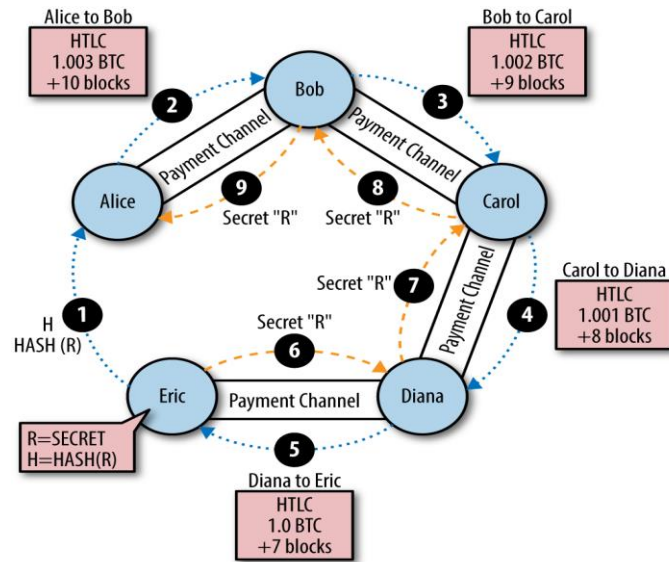 Alice to Bob
HTLC
1.003 BTC
+10 blocks
Bob to Carol
HTLC
1.002 BTC
+9 blocks
2
Bob
3
Payment Channel
Payment Channel
9
8
Alice
Secret "R"
Secret "R"
Carol
1
H
HASH (R)
Secret "R"
7
Payment Channel
4
Carol to Diana
HTLC
1.001 BTC
+8 blocks
Secret "R"
6
Eric
Payment Channel
Diana
R=SECRET
H=HASH(R)
5
Diana to Eric
HTLC
1.0 BTC
+7 blocks